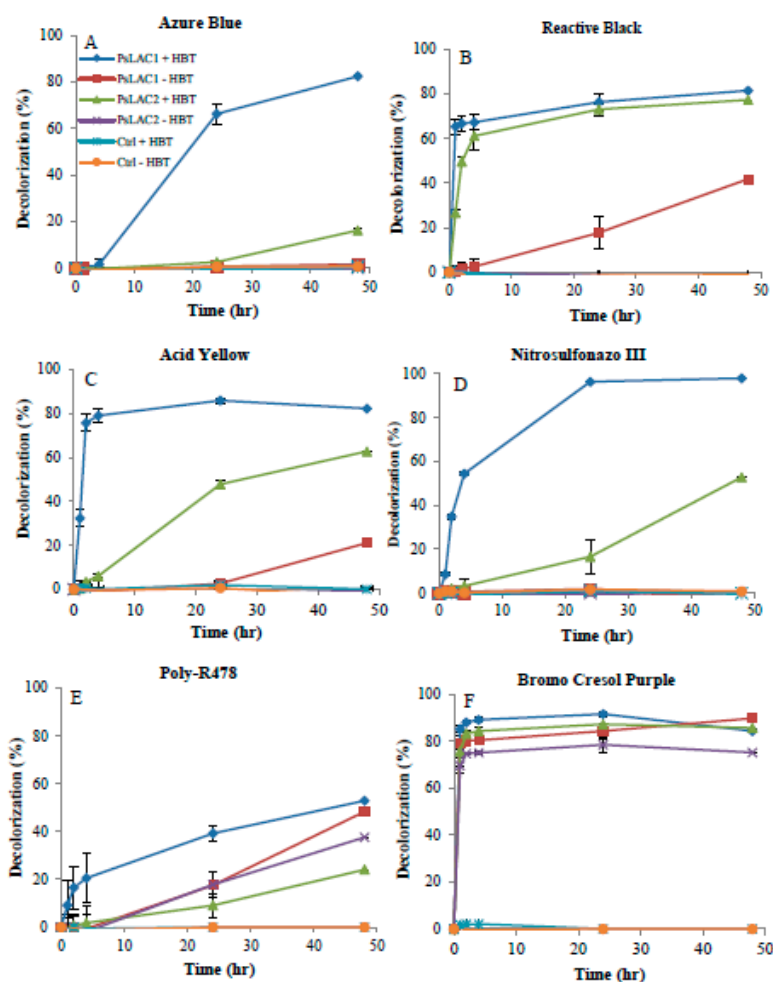 Azure Blue
A
PsLAC1 + HBT
PsLAC1 - HBT
PsLAC2 + HBT
PsLAC2 - HBT
Ctrl + HBT
Ctrl - HBT
Decolorization (%)
100
80
60
40
20
0
0 10 20 30 40 50
Time (hr)
Reactive Black
B
Decolorization (%)
100
80
60
40
20
0
0 10 20 30 40 50
Time (hr)
Acid Yellow
C
Decolorization (%)
100
80
60
40
20
0
0 10 20 30 40 50
Time (hr)
Nitrosulfonazo III
D
Decolorization (%)
100
80
60
40
20
0
0 10 20 30 40 50
Time (hr)
Poly-R478
E
Decolorization (%)
100
80
60
40
20
0
0 10 20 30 40 50
Time (hr)
Bromo Cresol Purple
F
Decolorization (%)
100
80
60
40
20
0
0 10 20 30 40 50
Time (hr)